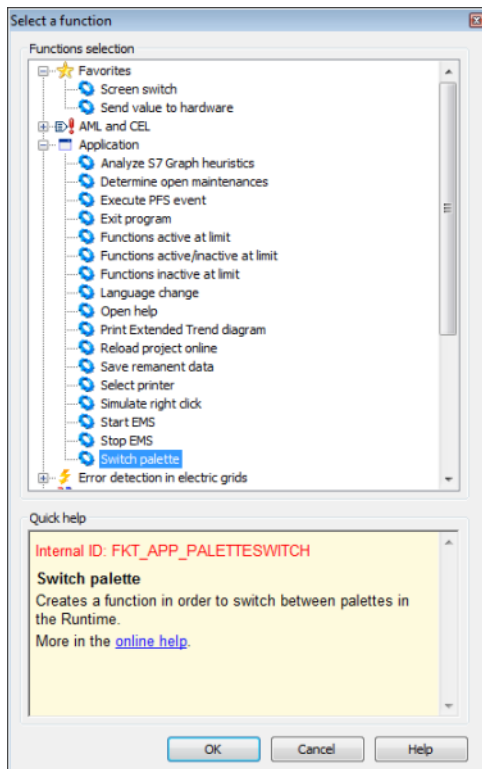 Select a function
Functions selection
Favorites
Screen switch
Send value to hardware
AML and CEL
Application
Analyze S7 Graph heuristics
Determine open maintenances
Execute PFS event
Exit program
Functions active at limit
Functions active/inactive at limit
Functions inactive at limit
Language change
Open help
Print Extended Trend diagram
Reload project online
Save remanent data
Select printer
Simulate right click
Start EMS
Stop EMS
Switch palette
Error detection in electric grids
Quick help
Internal ID: FKT_APP_PALETTESWITCH
Switch palette
Creates a function in order to switch between palettes in
the Runtime.
More in the online help.
OK Cancel Help